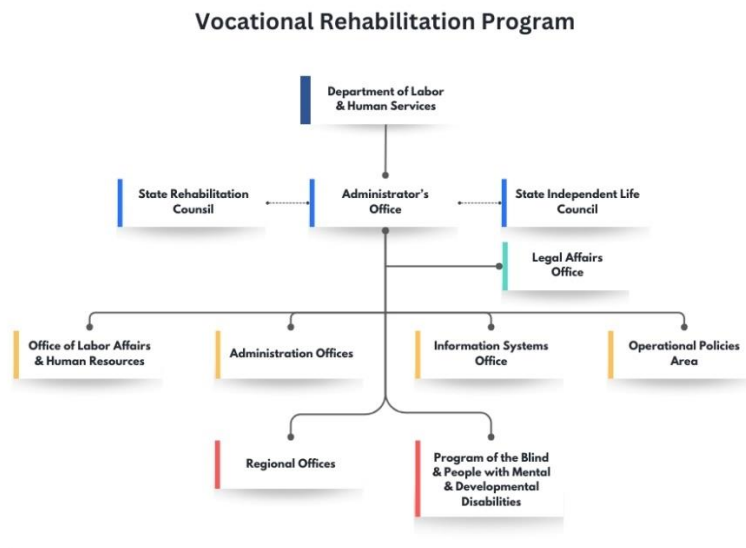 Vocational Rehabilitation Program
Department of Labor
& Human Services
State Rehabilitation
Counsil
Administrator's
Office
State Independent Life
Council
Legal Affairs
Office
Office of Labor Affairs
& Human Resources
Administration Offices
Information Systems
Office
Operational Policies
Area
Regional Offices
Program of the Blind
& People with Mental
& Developmental
Disabilities